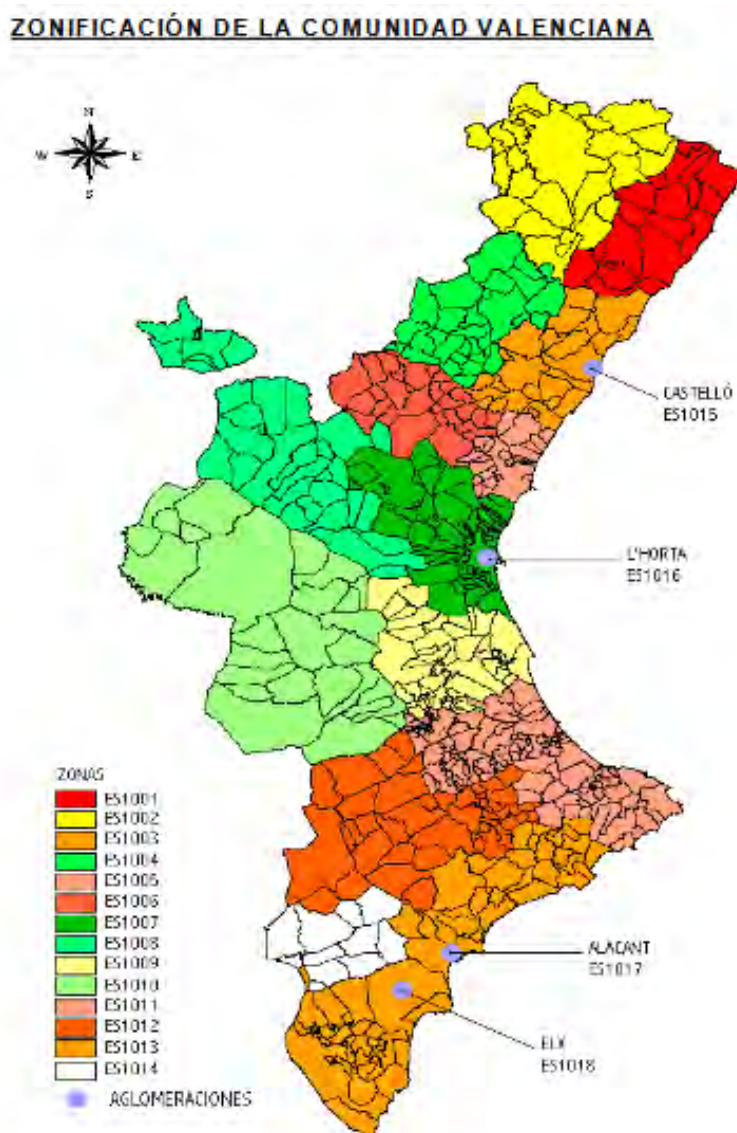 ZONIFICACIÓN DE LA COMUNIDAD VALENCIANA
N
W E
S
CASTELLÓ
ES1015
L'HORTA
ES1016
ALACANT
ES1017
ELX
ES1018
ZONAS
ES1001
ES1002
ES1003
ES1004
ES1005
ES1006
ES1007
ES1008
ES1009
ES1010
ES1011
ES1012
ES1013
ES1014
AGLOMERACIONES